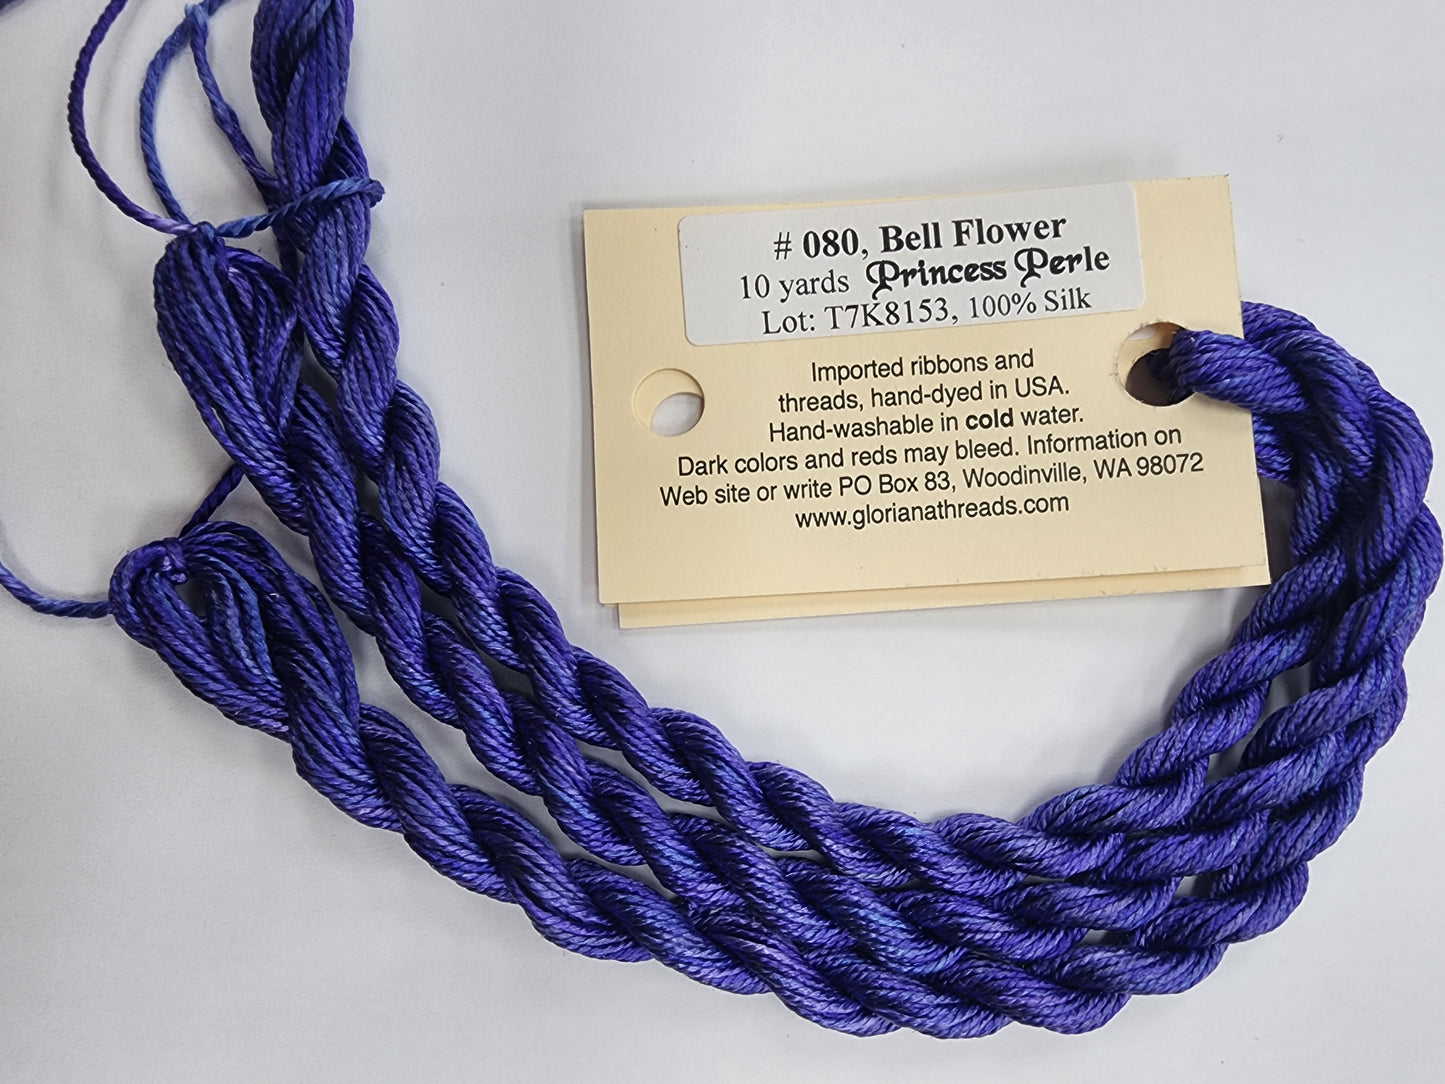 # 080, Bell Flower
10 yards Princess Perle
Lot: T7K8153, 100% Silk
Imported ribbons and
threads, hand-dyed in USA.
Hand-washable in cold water.
Dark colors and reds may bleed. Information on
Web site or write PO Box 83, Woodinville, WA 98072
www.glorianathreads.com